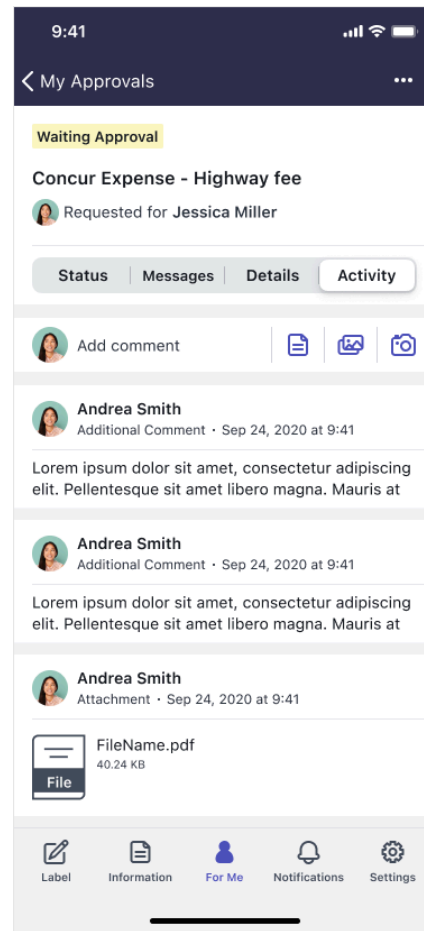 9:41
My Approvals
Waiting Approval
Concur Expense - Highway fee
Requested for Jessica Miller
Status Messages Details Activity
Add comment
Andrea Smith
Additional Comment · Sep 24, 2020 at 9:41
Lorem ipsum dolor sit amet, consectetur adipiscing
elit. Pellentesque sit amet libero magna. Mauris at
Andrea Smith
Additional Comment · Sep 24, 2020 at 9:41
Lorem ipsum dolor sit amet, consectetur adipiscing
elit. Pellentesque sit amet libero magna. Mauris at
Andrea Smith
Attachment · Sep 24, 2020 at 9:41
FileName.pdf
40.24 KB
File
Label Information For Me Notifications Settings